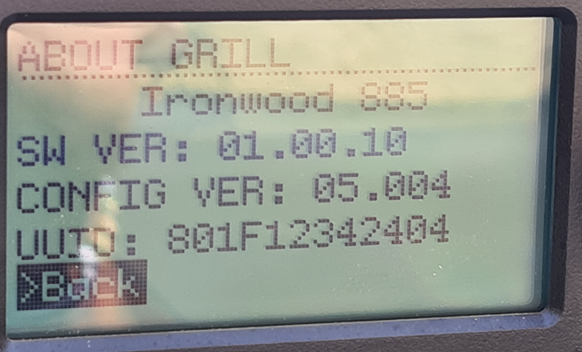 ABOUT GRILL
Ironwood 885
SW VER: 01.00.10
CONFIG VER: 05.004
UUID: 801F12342404
>Back